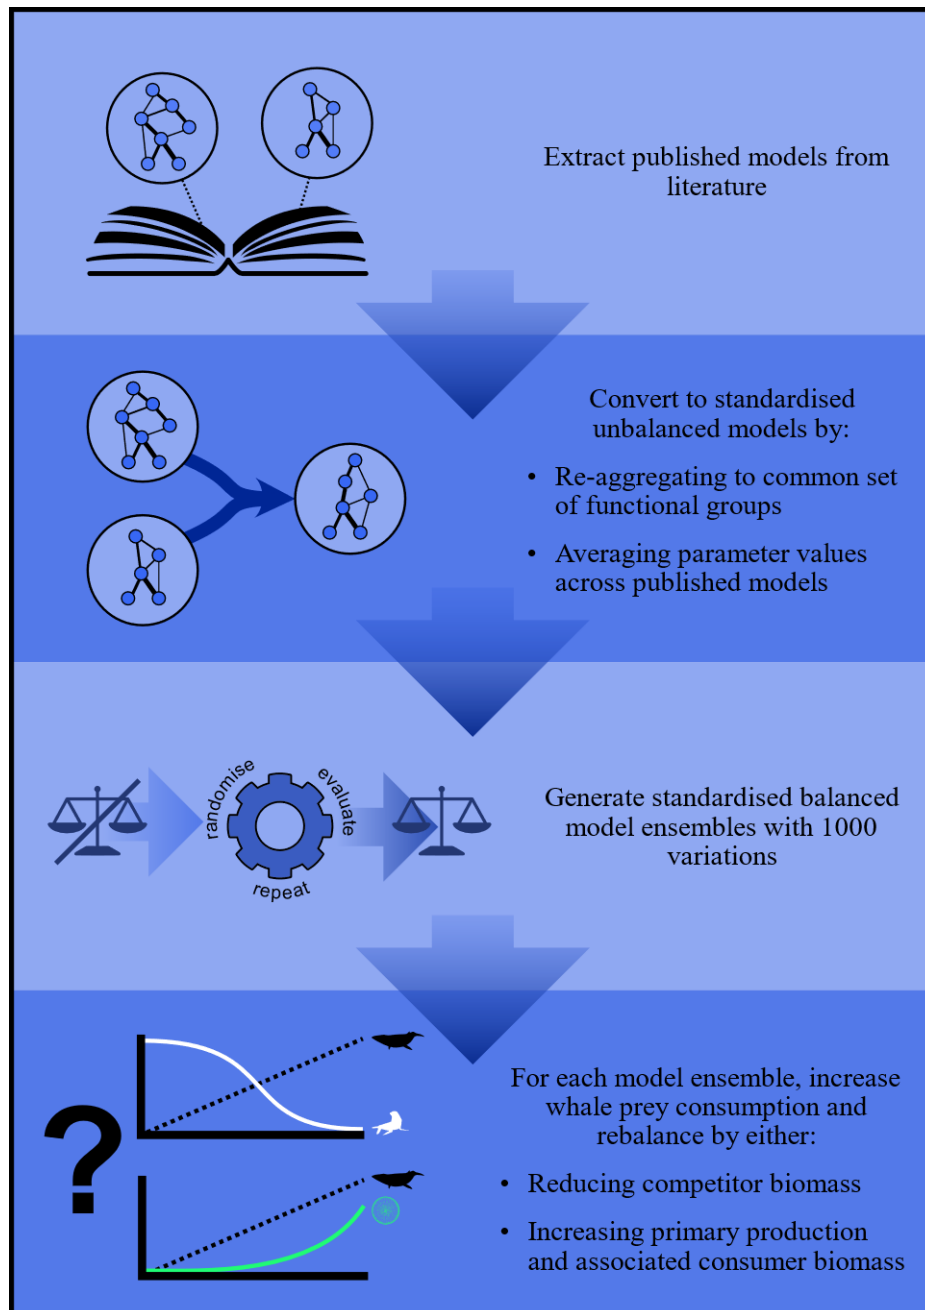 Extract published models from
literature
Convert to standardised
unbalanced models by:
• Re-aggregating to common set
of functional groups
• Averaging parameter values
across published models
randomise
evaluate
repeat
Generate standardised balanced
model ensembles with 1000
variations
?
For each model ensemble, increase
whale prey consumption and
rebalance by either:
• Reducing competitor biomass
• Increasing primary production
and associated consumer biomass